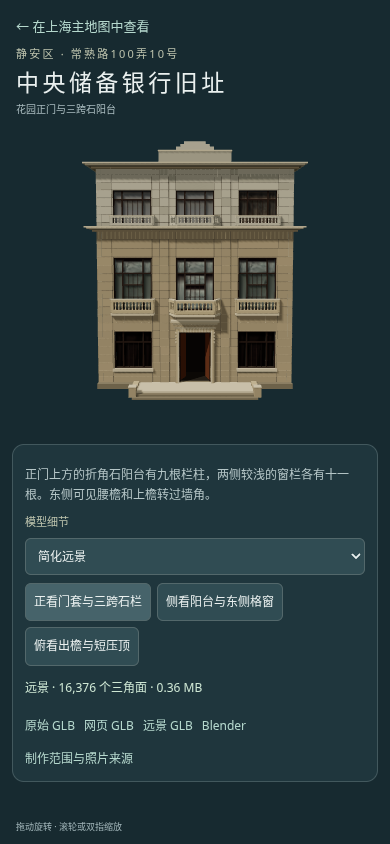 ← 在上海主地图中查看
静安区 · 常熟路100弄10号
中央储备银行旧址
花园正门与三跨石阳台
正门上方的折角石阳台有九根栏柱，两侧较浅的窗栏各有十一
根。东侧可见腰檐和上檐转过墙角。
模型细节
简化远景
正看门套与三跨石栏
侧看阳台与东侧格窗
俯看出檐与短压顶
远景 · 16,376 个三角面 · 0.36 MB
原始 GLB 网页 GLB 远景 GLB Blender
制作范围与照片来源
拖动旋转 · 滚轮或双指缩放